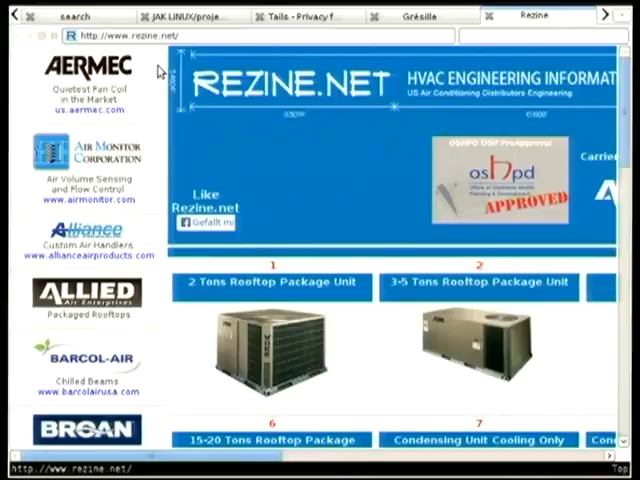 search
JAK LINUX/proje...
Tails - Privacy f...
Grésille
Rezine
http://www.rezine.net/
AERMEC
Quietest Fan Coil
in the Market
us.aermec.com
AIR MONITOR
CORPORATION
Air Volume Sensing
and Flow Control
www.airmonitor.com
Alliance
Custom Air Handlers
www.allianceairproducts.com
ALLIED
Air Enterprises
Packaged Rooftops
BARCOL-AIR
Chilled Beams
www.barcolairusa.com
BROAN
REZINE.NET
HVAC ENGINEERING INFORMAT
US Air Conditioning Distributors Engineering
OSHPD OSP PreApproval
oshpd
APPROVED
Carrier
Like
Rezine.net
Gefällt mi
1
2 Tons Rooftop Package Unit
2
3-5 Tons Rooftop Package Unit
6
15-20 Tons Rooftop Package
7
Condensing Unit Cooling Only
Cond
http://www.rezine.net/
Top